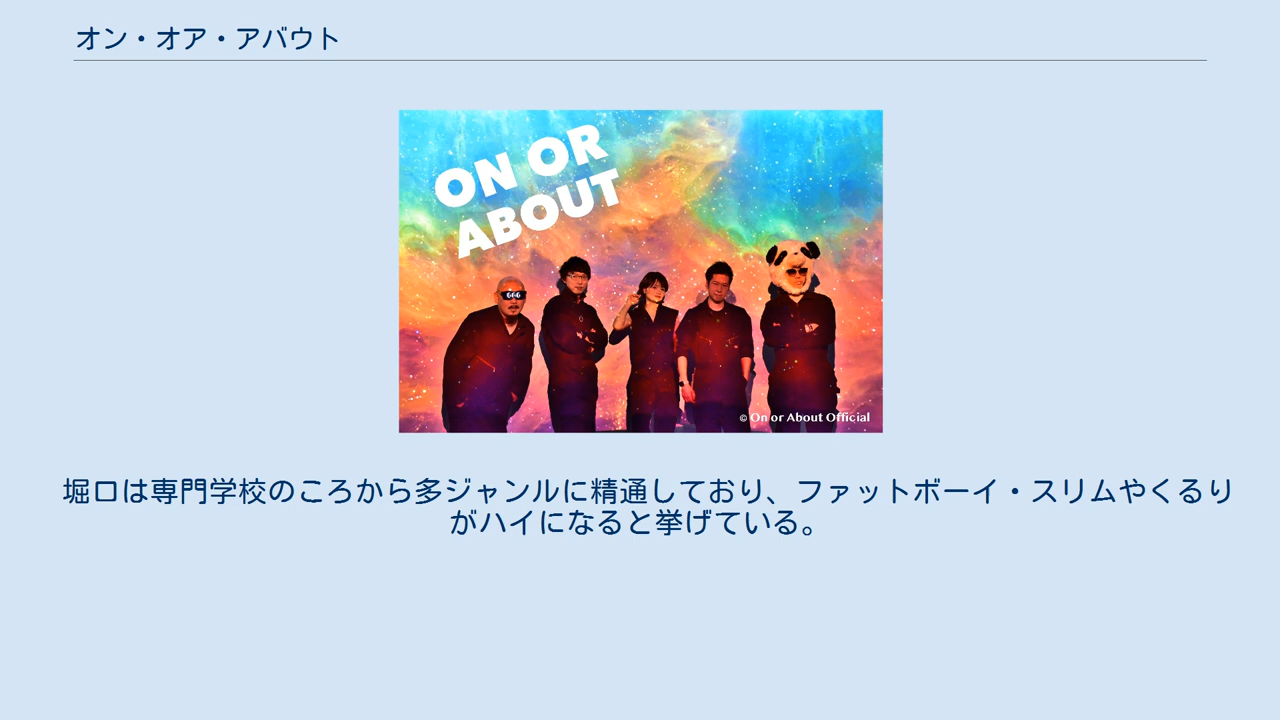 オン・オア・アバウト
ON OR
ABOUT
666
© On or About Official
堀口は専門学校のころから多ジャンルに精通しており、ファットボーイ・スリムやくるり
がハイになると挙げている。